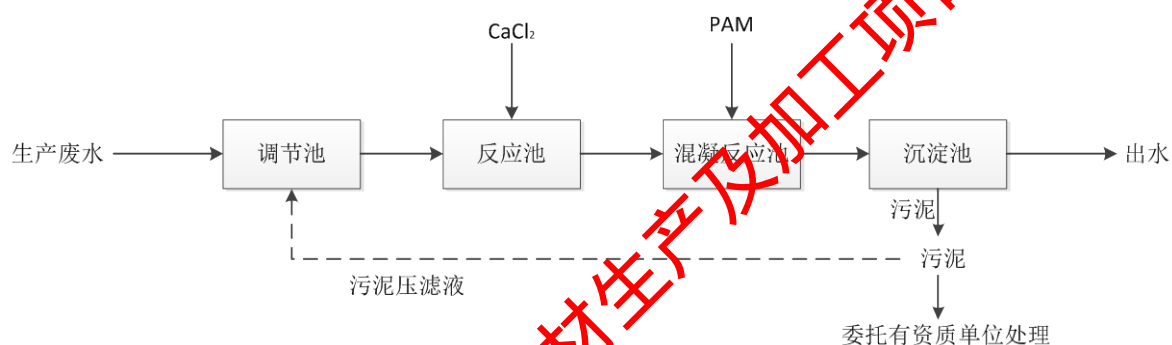 CaCl₂
PAM
生产废水
调节池
反应池
混凝反应池
沉淀池
出水
污泥
污泥
污泥压滤液
委托有资质单位处理
材生产及加工项